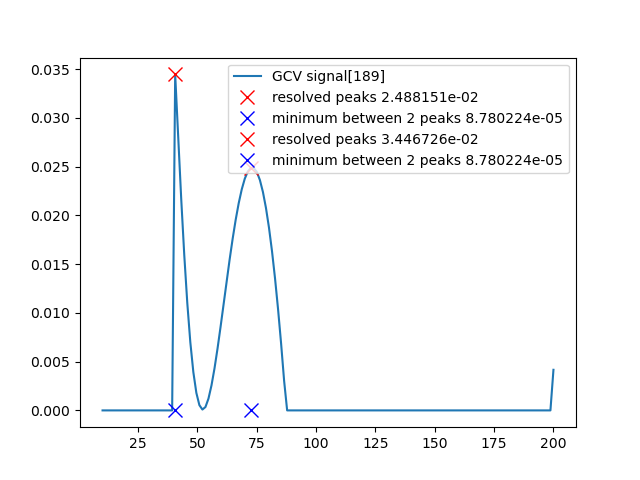 GCV signal[189]
resolved peaks 2.488151e-02
minimum between 2 peaks 8.780224e-05
resolved peaks 3.446726e-02
minimum between 2 peaks 8.780224e-05
0.035
0.030
0.025
0.020
0.015
0.010
0.005
0.000
25 50 75 100 125 150 175 200